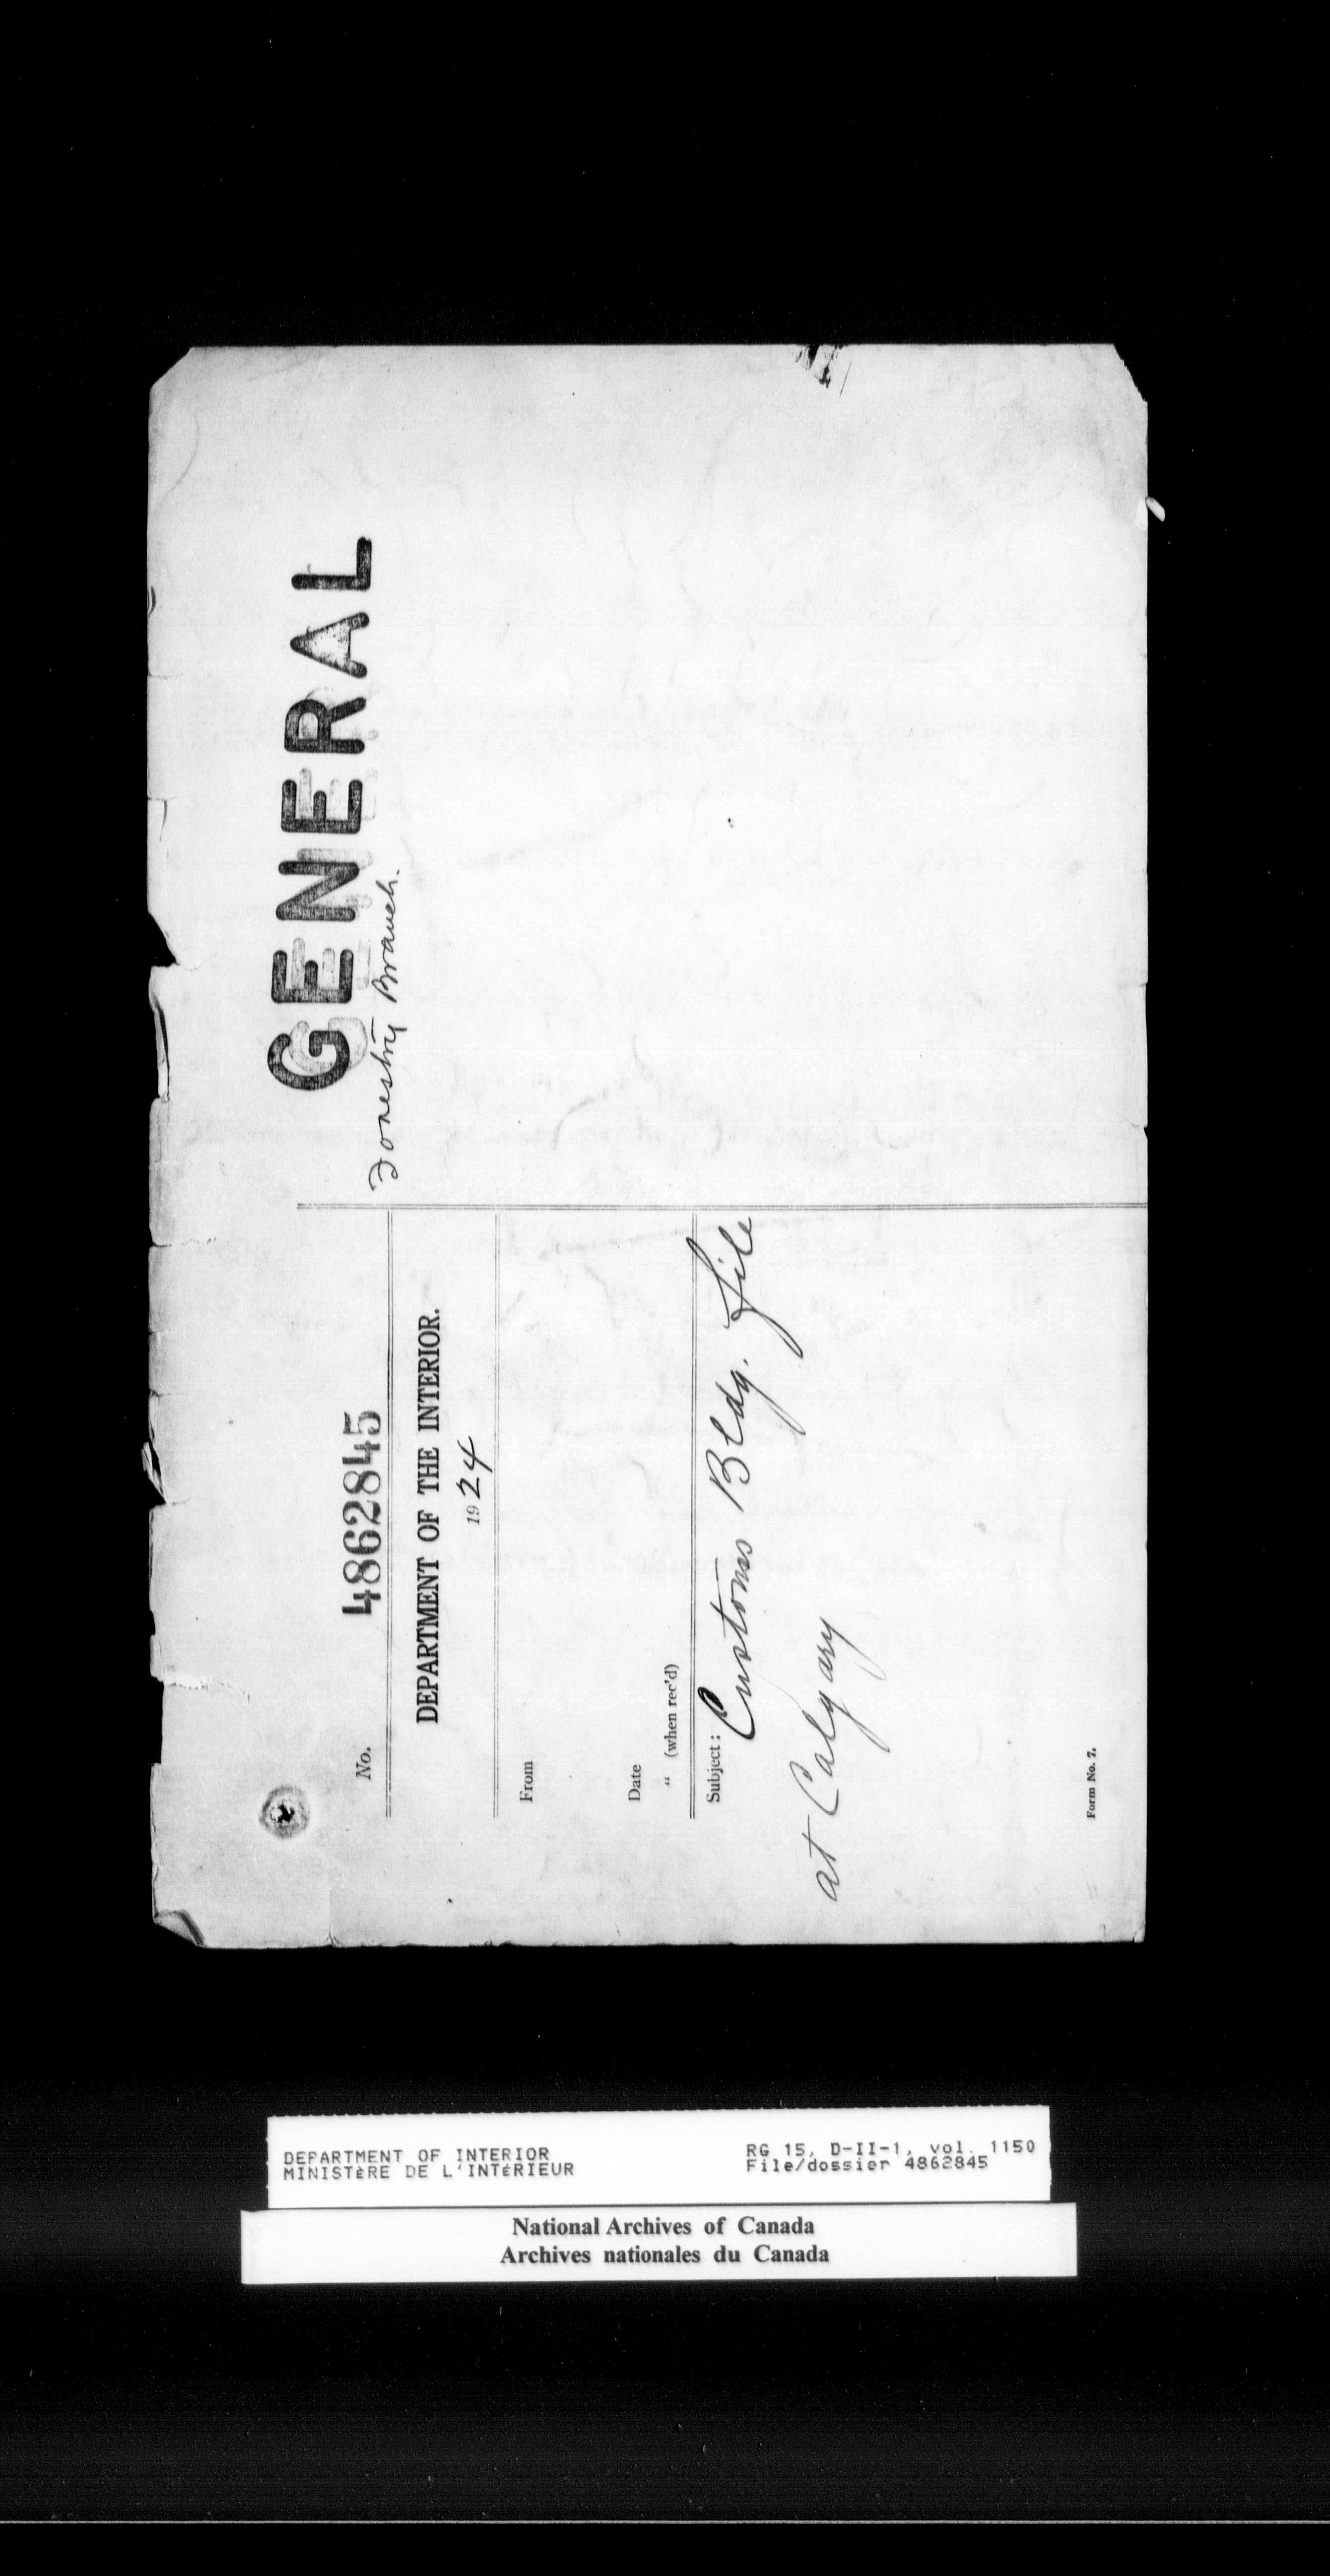 GENERAL
Forestry Branch.
No. 4862845
DEPARTMENT OF THE INTERIOR.
1924
From
Date
" (when rec'd)
Subject: Customs Bldg. file
at Calgary
Form No. 7.
DEPARTMENT OF INTERIOR
MINISTÈRE DE L'INTÉRIEUR
RG 15, D-II-1, vol. 1150
File/dossier 4862845
National Archives of Canada
Archives nationales du Canada